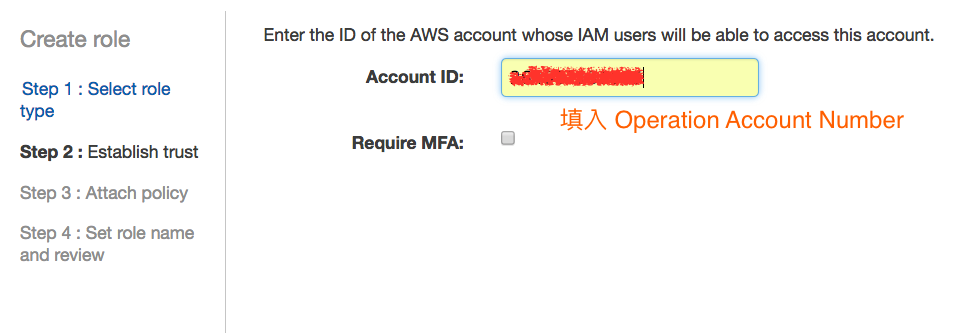 Create role
Step 1 : Select role
type
Step 2 : Establish trust
Step 3 : Attach policy
Step 4 : Set role name
and review
Enter the ID of the AWS account whose IAM users will be able to access this account.
Account ID:
填入 Operation Account Number
Require MFA: